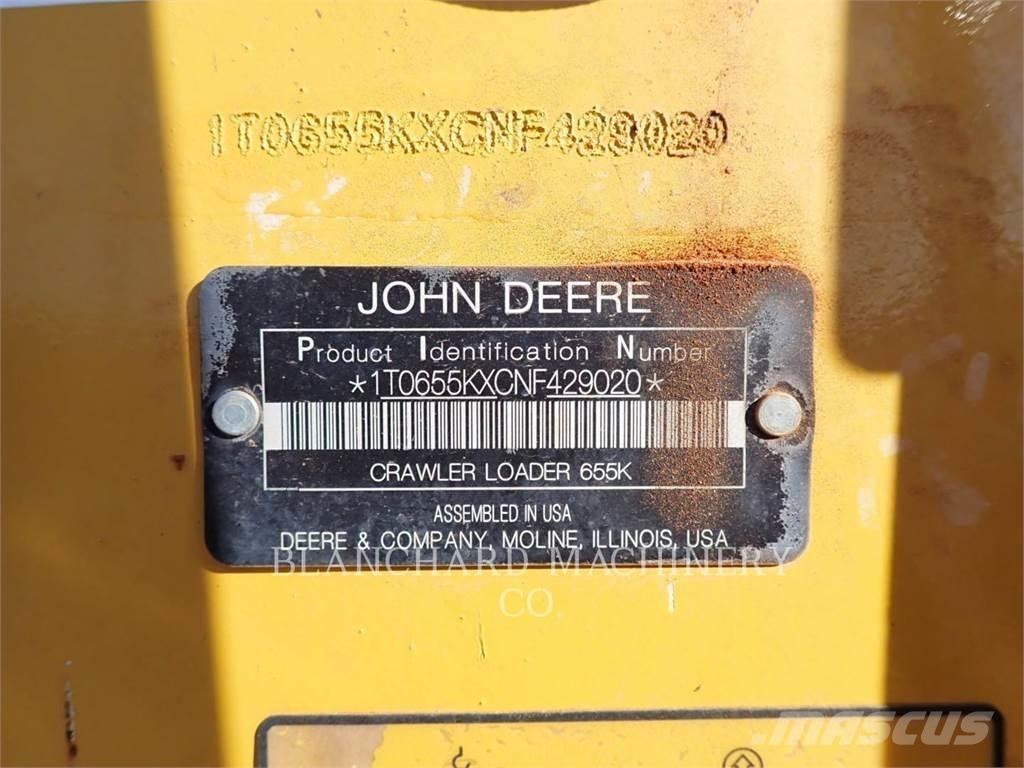 1T0655KXCNF429020
JOHN DEERE
Product Identification Number
*1T0655KXCNF429020*
CRAWLER LOADER 655K
ASSEMBLED IN USA
DEERE & COMPANY, MOLINE, ILLINOIS, USA
BLANCHARD MACHINERY
CO.
MASCUS